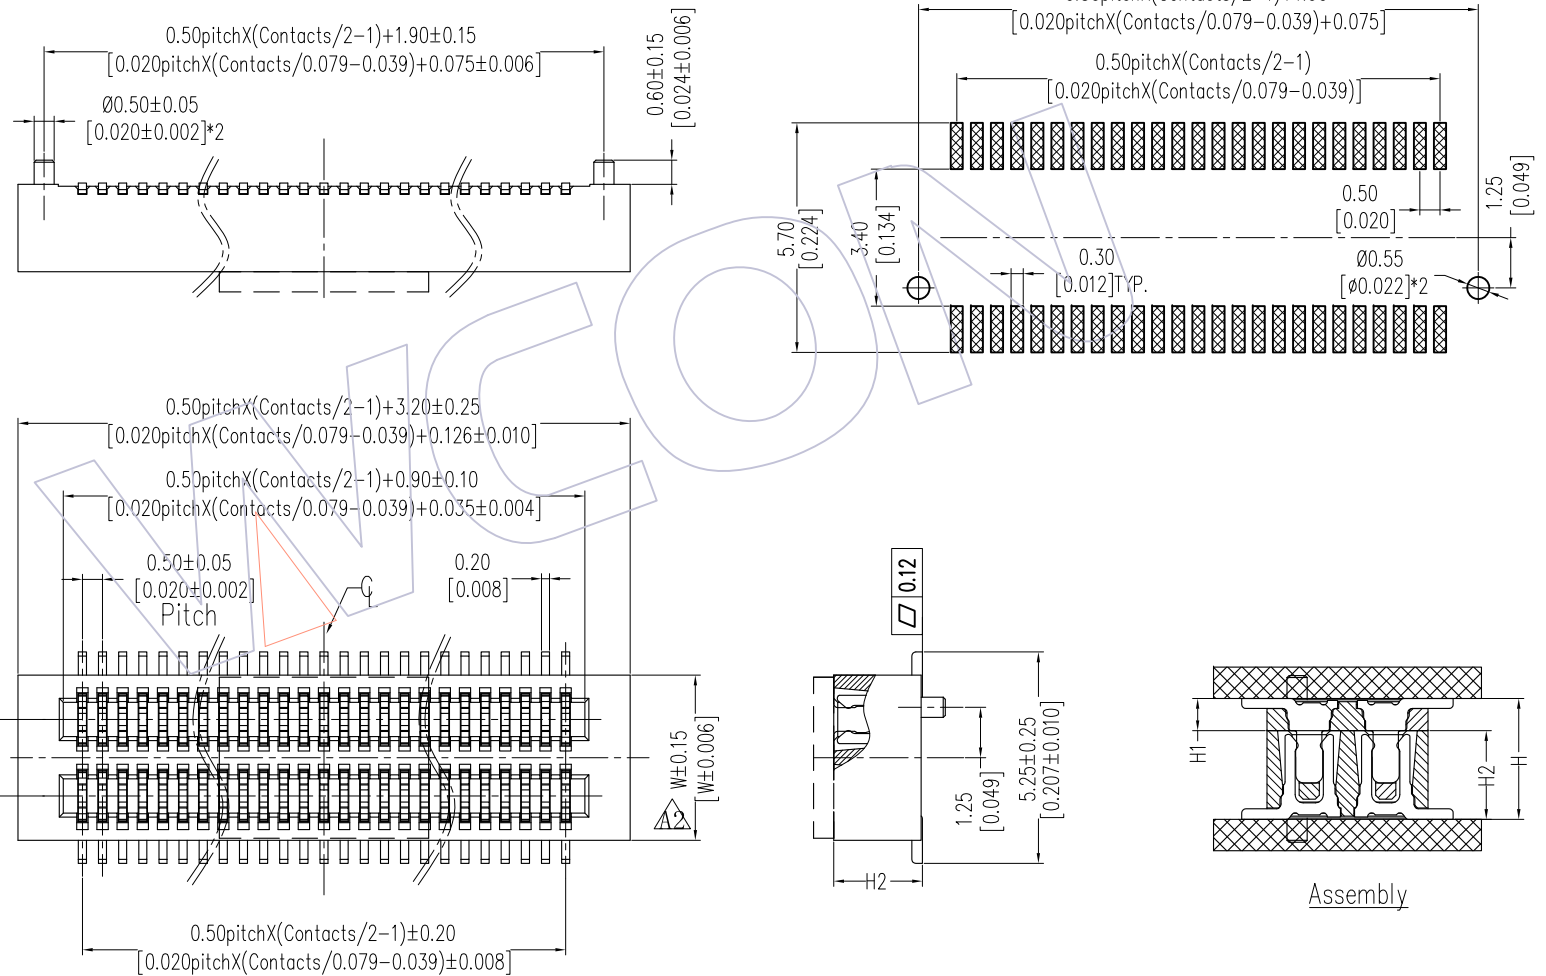 0.50pitchX(Contacts/2-1)+1.90±0.15
[0.020pitchX(Contacts/0.079-0.039)+0.075±0.006]
Ø0.50±0.05
[0.020±0.002]*2
0.60±0.15
[0.024±0.006]
[0.020pitchX(Contacts/0.079-0.039)+0.075]
0.50pitchX(Contacts/2-1)
[0.020pitchX(Contacts/0.079-0.039)]
5.70
[0.224]
3.40
[0.134]
0.50
[0.020]
1.25
[0.049]
0.30
[0.012]TYP.
Ø0.55
[ø0.022]*2
WCON
0.50pitchX(Contacts/2-1)+3.20±0.25
[0.020pitchX(Contacts/0.079-0.039)+0.126±0.010]
0.50pitchX(Contacts/2-1)+0.90±0.10
[0.020pitchX(Contacts/0.079-0.039)+0.035±0.004]
0.50±0.05
[0.020±0.002]
Pitch
0.20
[0.008]
CL
W±0.15
[W±0.006]
A2
0.50pitchX(Contacts/2-1)±0.20
[0.020pitchX(Contacts/0.079-0.039)±0.008]
0.12
1.25
[0.049]
5.25±0.25
[0.207±0.010]
H2
H1
H2
H
Assembly